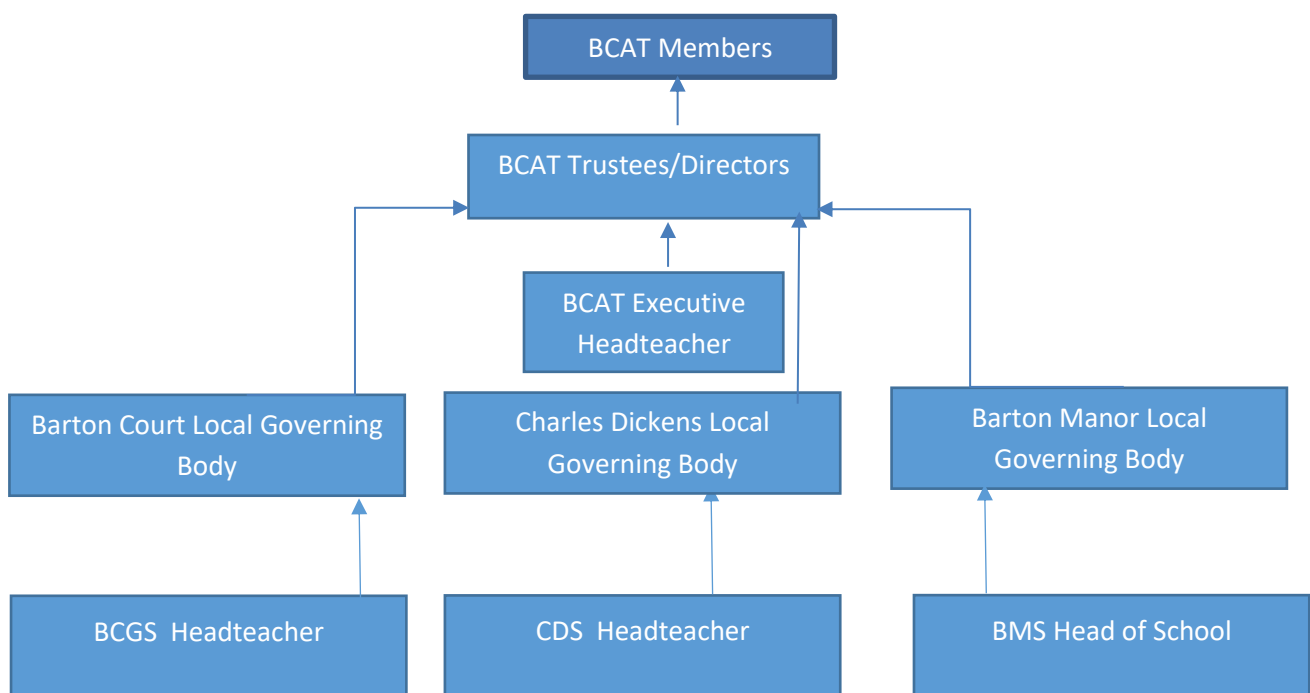 BCAT Members
BCAT Trustees/Directors
BCAT Executive
Headteacher
Barton Court Local Governing
Body
Charles Dickens Local
Governing Body
Barton Manor Local
Governing Body
BCGS  Headteacher
CDS  Headteacher
BMS Head of School